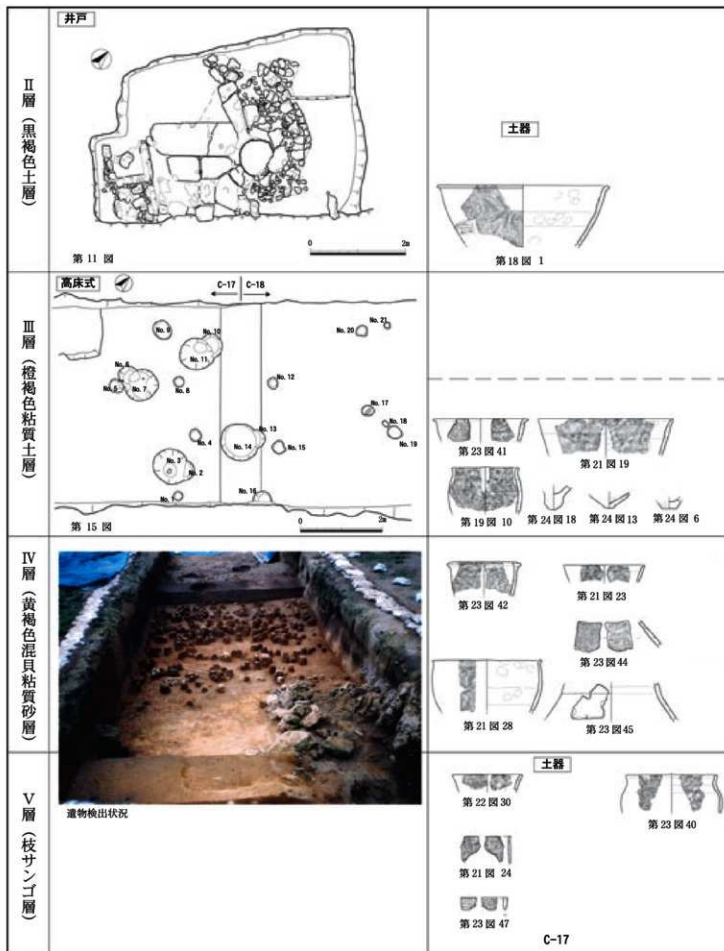 Ⅱ層（黒褐色土層）
井戸
第11図
0 2m
土器
第18図 1
Ⅲ層（橙褐色粘質土層）
高床式
C-17 C-18
No. 9
No. 10
No. 11
No. 6
No. 5
No. 7
No. 8
No. 4
No. 3
No. 2
No. 1
No. 21
No. 20
No. 12
No. 17
No. 18
No. 19
No. 13
No. 14
No. 15
No. 16
第15図
0 2m
第23図 41
第21図 19
第19図 10
第24図 18
第24図 13
第24図 6
Ⅳ層（黄褐色混貝粘質砂層）
遺物検出状況
第23図 42
第21図 23
第23図 44
第21図 28
第23図 45
Ⅴ層（枝サンゴ層）
土器
第22図 30
第23図 40
第21図 24
第23図 47
C-17